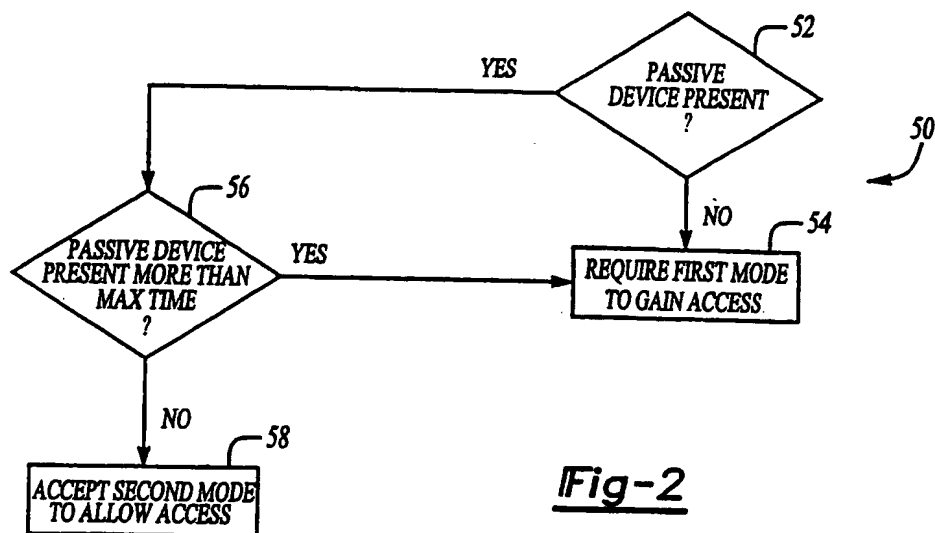 52
YES
PASSIVE
DEVICE PRESENT
?
50
56
NO
54
PASSIVE DEVICE
PRESENT MORE THAN
MAX TIME
?
YES
REQUIRE FIRST MODE
TO GAIN ACCESS
NO
58
ACCEPT SECOND MODE
TO ALLOW ACCESS
Fig-2